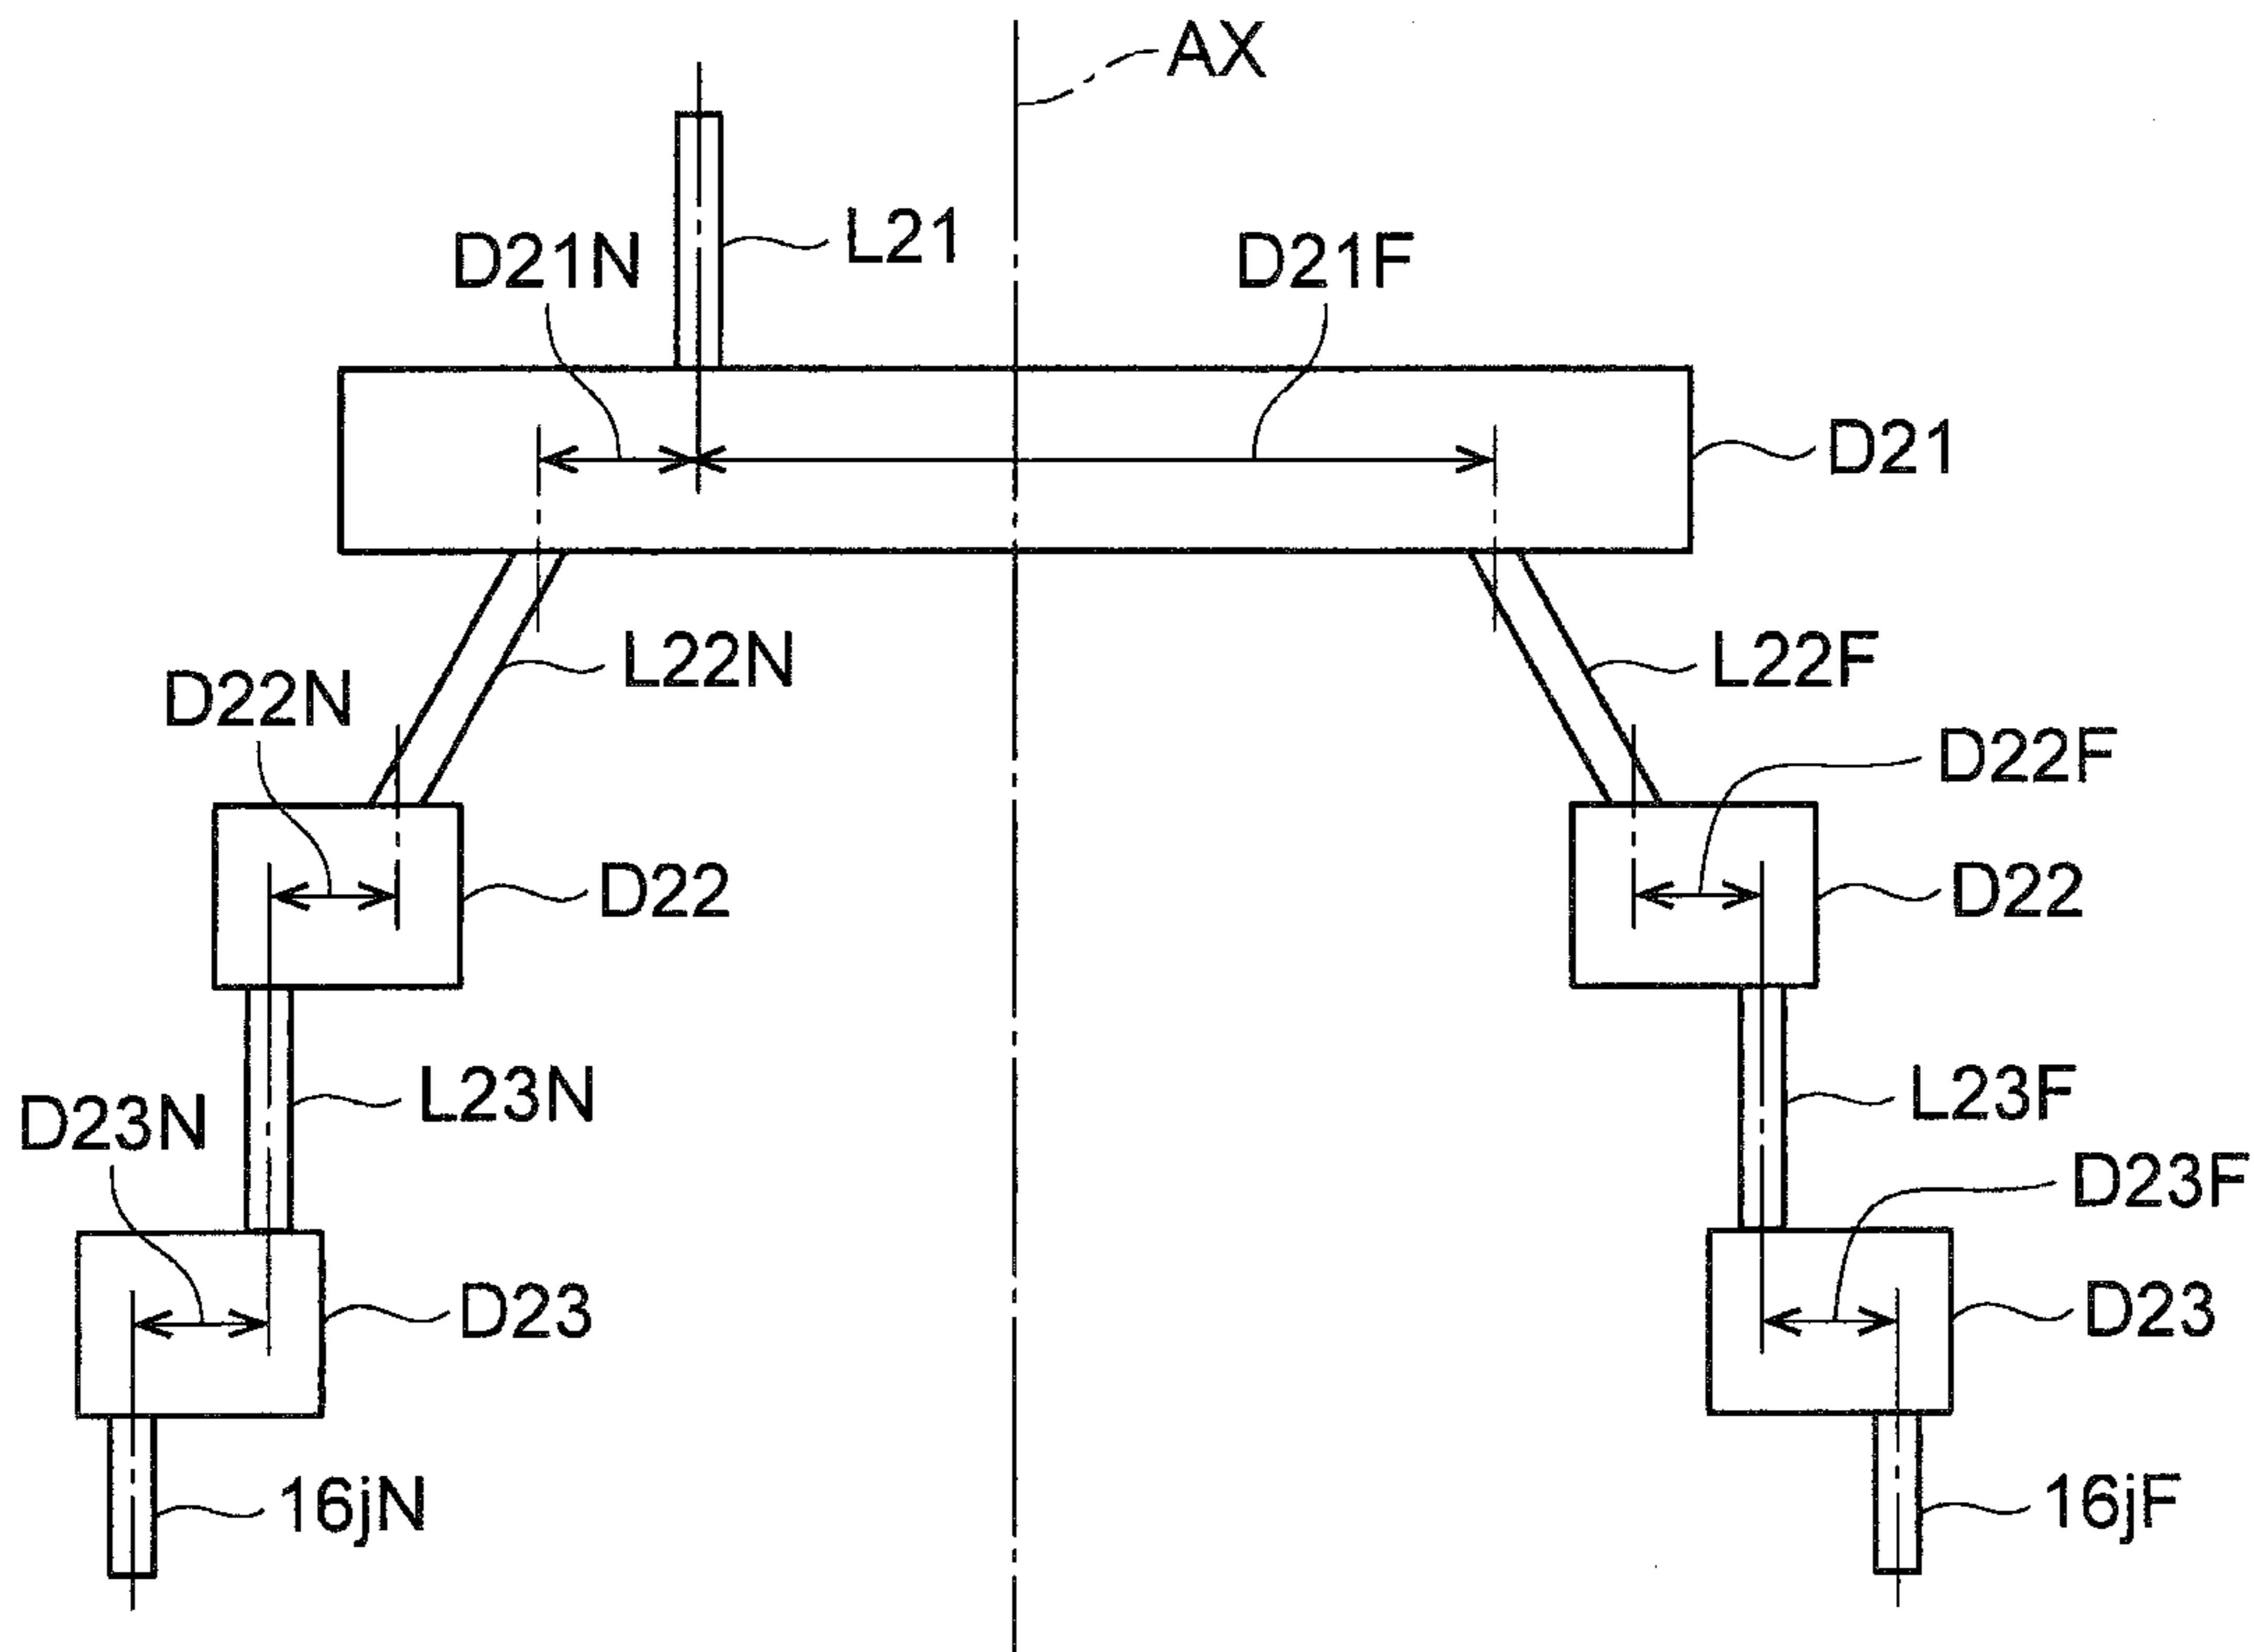 AX
L21
D21N
D21F
D21
L22N
L22F
D22N
D22F
D22
D22
L23N
L23F
D23N
D23F
D23
D23
16jN
16jF